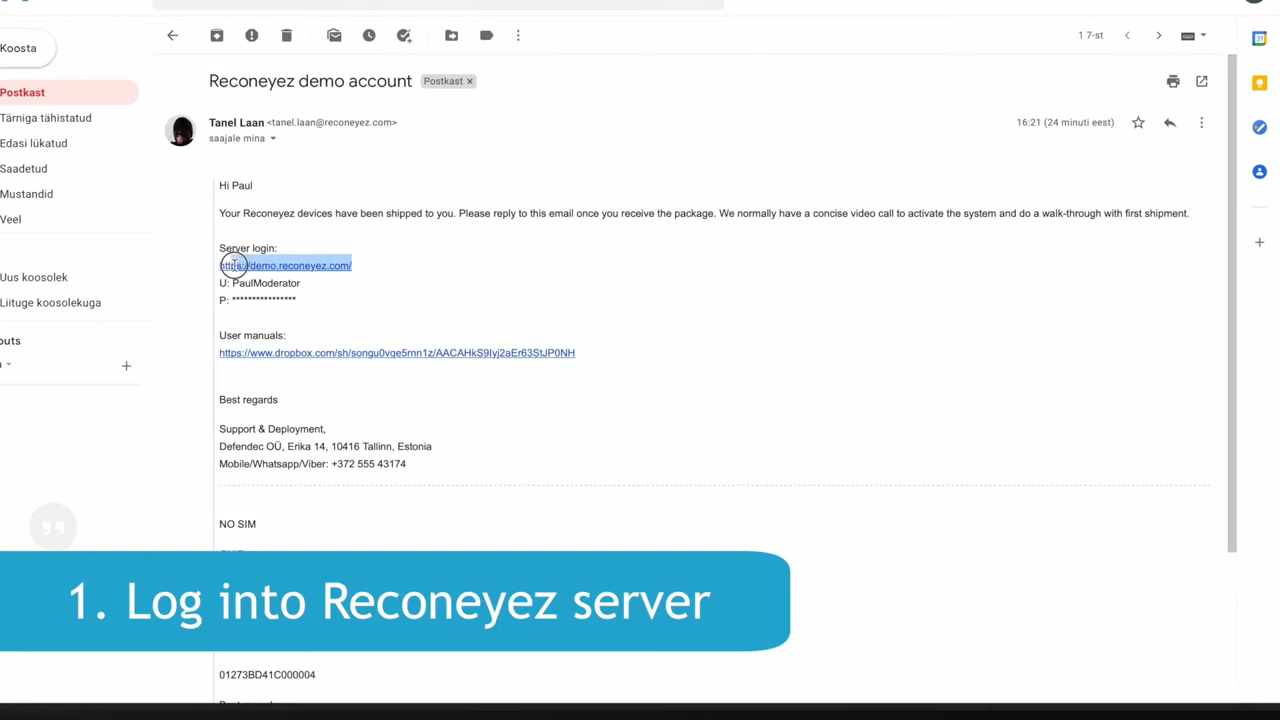 1 7-st
Koosta
Reconeyez demo account
Postkast ×
Postkast
Tärniga tähistatud
Edasi lükatud
Saadetud
Mustandid
Veel
Uus koosolek
Liituge koosolekuga
outs
Tanel Laan <tanel.laan@reconeyez.com>
16:21 (24 minuti eest)
saajale mina
Hi Paul
Your Reconeyez devices have been shipped to you. Please reply to this email once you receive the package. We normally have a concise video call to activate the system and do a walk-through with first shipment.
Server login:
https://demo.reconeyez.com/
U: PaulModerator
P: ****************
User manuals:
https://www.dropbox.com/sh/songu0vqe5rnn1z/AACAHkS9Iyj2aEr63StJP0NH
Best regards
Support & Deployment,
Defendec OÜ, Erika 14, 10416 Tallinn, Estonia
Mobile/Whatsapp/Viber: +372 555 43174
NO SIM
1. Log into Reconeyez server
01273BD41C000004